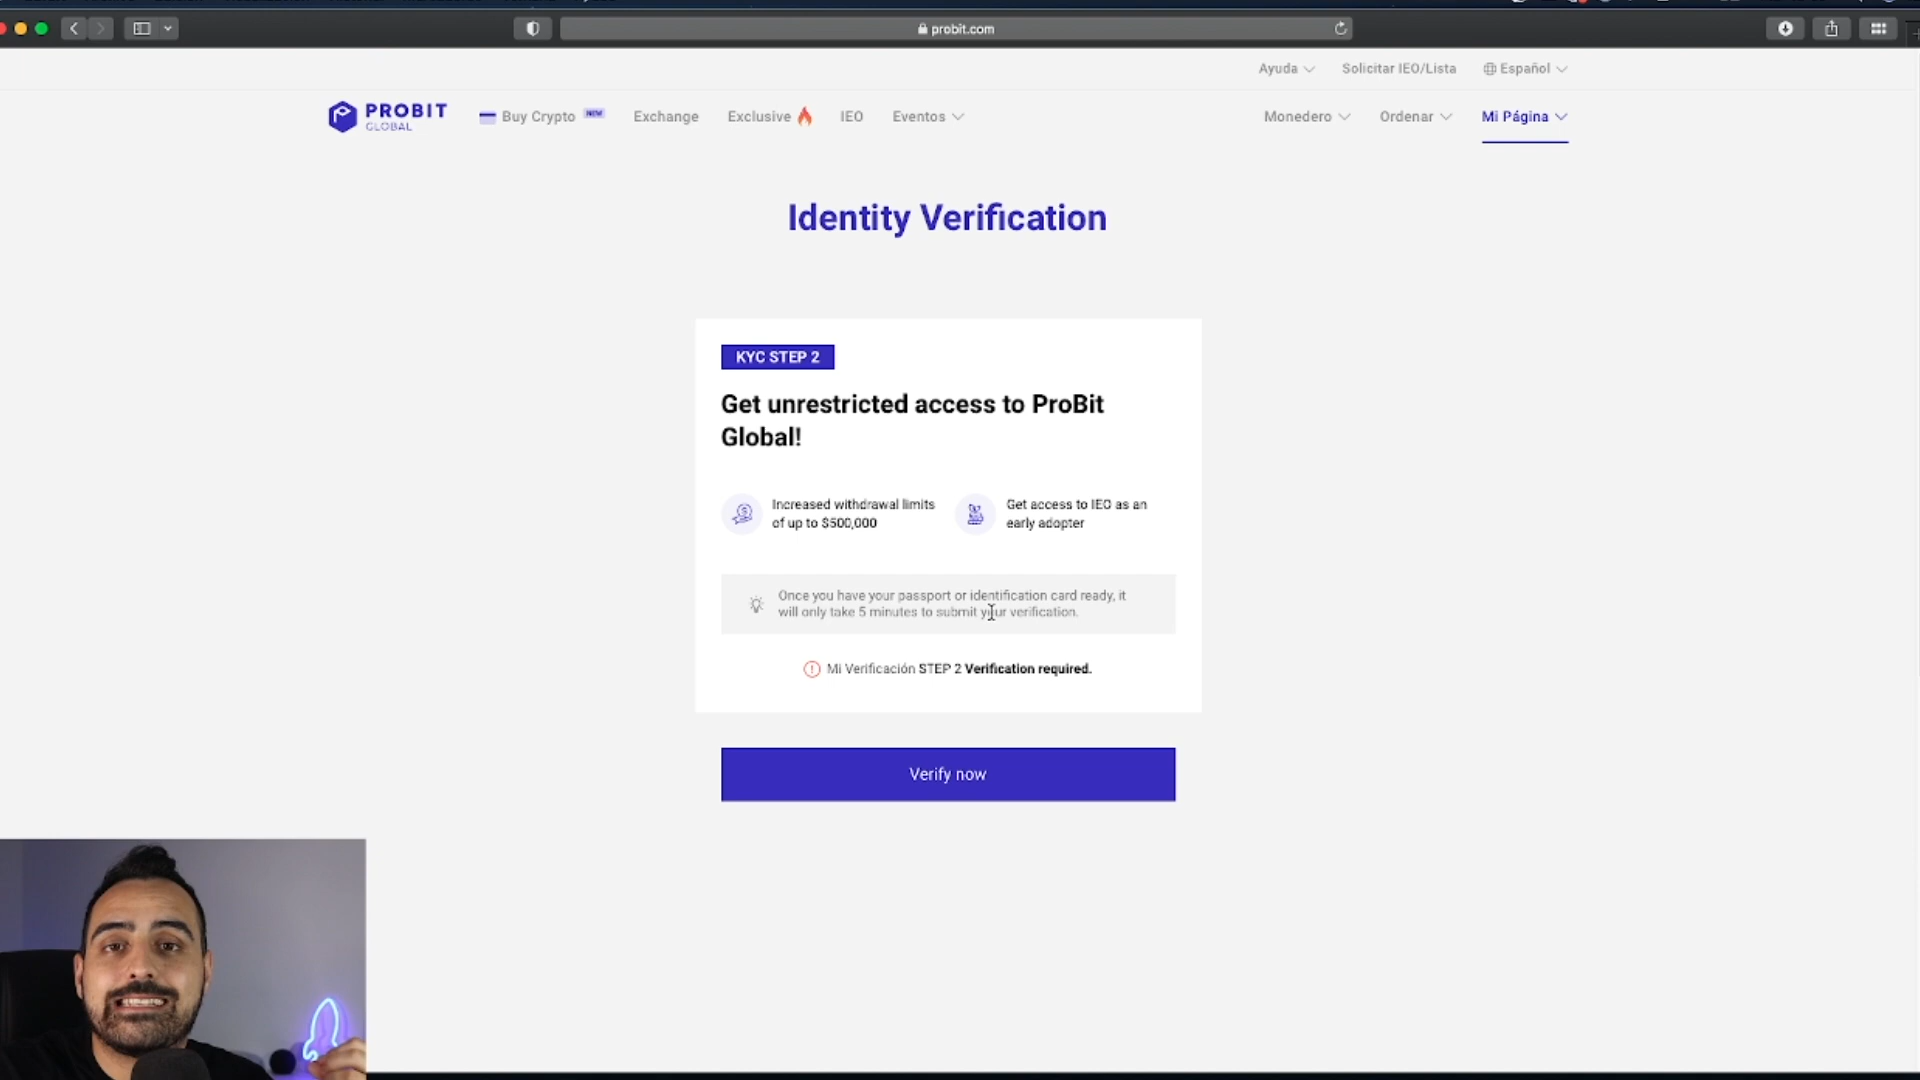 probit.com
Ayuda
Solicitar IEO/Lista
Español
PROBIT
GLOBAL
Buy Crypto NEW
Exchange
Exclusive
IEO
Eventos
Monedero
Ordenar
Mi Página
Identity Verification
KYC STEP 2
Get unrestricted access to ProBit
Global!
Increased withdrawal limits
of up to $500,000
Get access to IEO as an
early adopter
Once you have your passport or identification card ready, it
will only take 5 minutes to submit your verification.
Mi Verificación STEP 2 Verification required.
Verify now